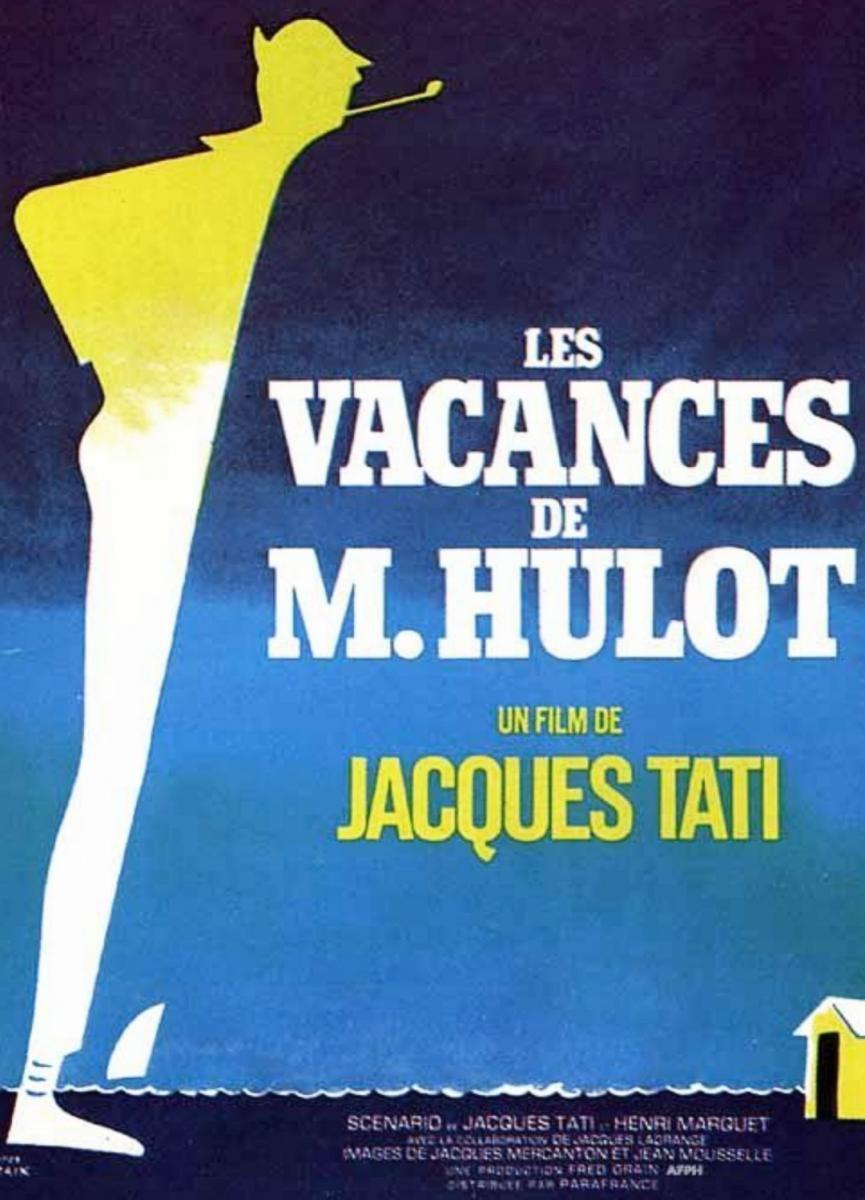 LES
VACANCES
DE
M. HULOT
UN FILM DE
JACQUES TATI
SCENARIO DE JACQUES TATI ET HENRI MARQUET
AVEC LA COLLABORATION DE JACQUES LAGRANGE
IMAGES DE JACQUES MERCANTON ET JEAN MOUSSELLE
UNE PRODUCTION FRED ORAIN
DISTRIBUEE PAR PARAFRANCE